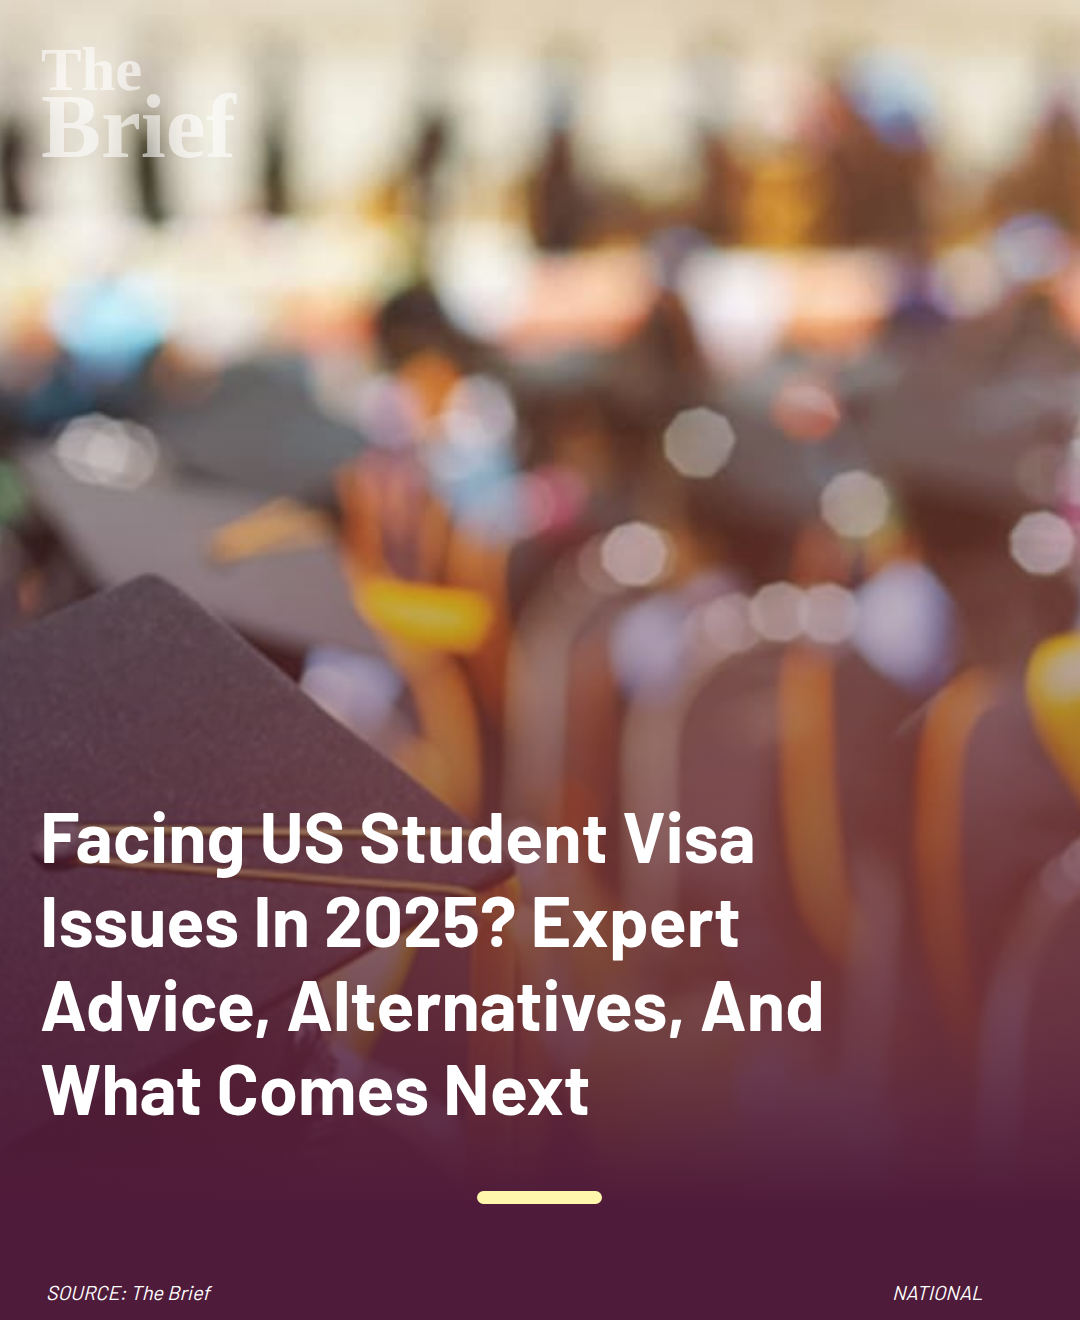 The
Brief
Facing US Student Visa
Issues In 2025? Expert
Advice, Alternatives, And
What Comes Next
SOURCE: The Brief
NATIONAL